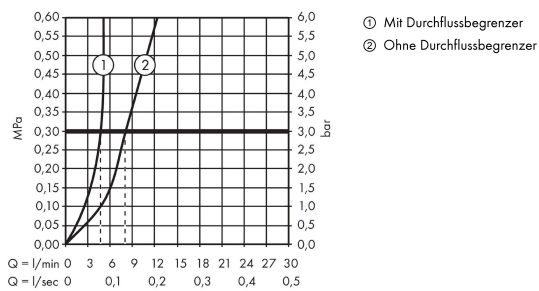 0,60 6,0
① Mit Durchflussbegrenzer
0,55 5,5
② Ohne Durchflussbegrenzer
0,50 5,0
0,45 ① ② 4,5
0,40 4,0
0,35 3,5
MPa 0,30 3,0 bar
0,25 2,5
0,20 2,0
0,15 1,5
0,10 1,0
0,05 0,5
0,00 0,0
Q = l/min 0 3 6 9 12 15 18 21 24 27 30
Q = l/sec 0 0,1 0,2 0,3 0,4 0,5